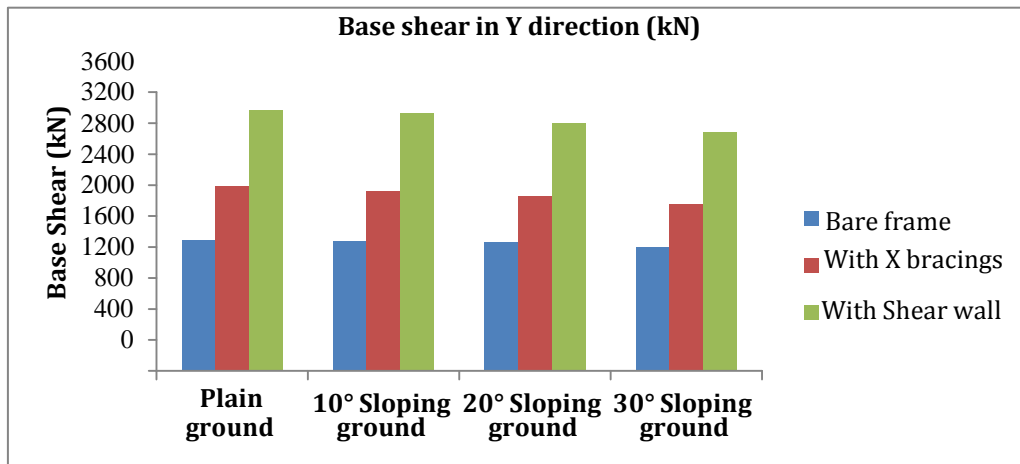 Base shear in Y direction (kN)
Base Shear (kN)
3600
3200
2800
2400
2000
1600
1200
800
400
0
Plain
ground
10° Sloping
ground
20° Sloping
ground
30° Sloping
ground
Bare frame
With X bracings
With Shear wall